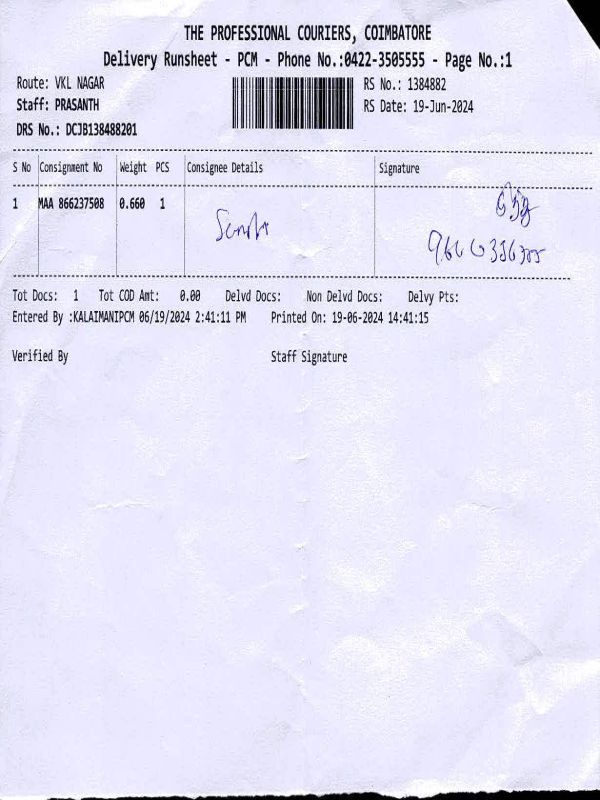 THE PROFESSIONAL COURIERS, COIMBATORE
Delivery Runsheet - PCM - Phone No.:0422-3505555 - Page No.:1
Route: VKL NAGAR RS No.: 1384882
Staff: PRASANTH RS Date: 19-Jun-2024
DRS No.: DCJB138488201
S No Consignment No Weight PCS Consignee Details Signature
1 MAA 866237508 0.660 1
Tot Docs: 1 Tot COD Amt: 0.00 Delvd Docs: Non Delvd Docs: Delvy Pts:
Entered By :KALAIMANIPCM 06/19/2024 2:41:11 PM Printed On: 19-06-2024 14:41:15
Verified By Staff Signature